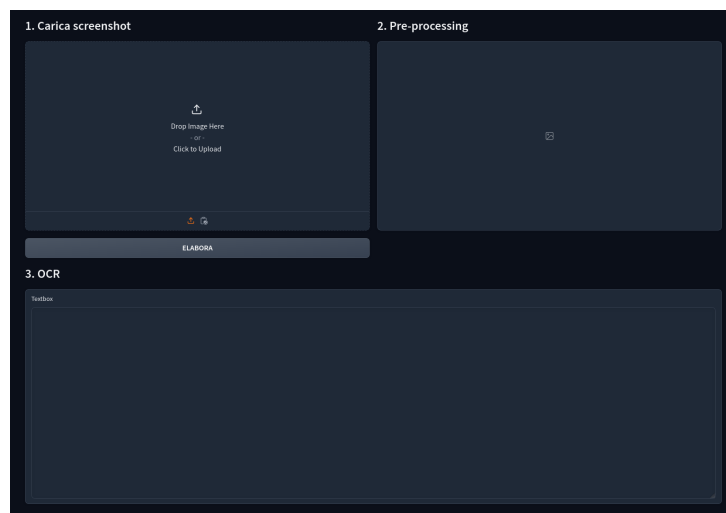 1. Carica screenshot
2. Pre-processing
Drop Image Here
- or -
Click to Upload
ELABORA
3. OCR
Textbox